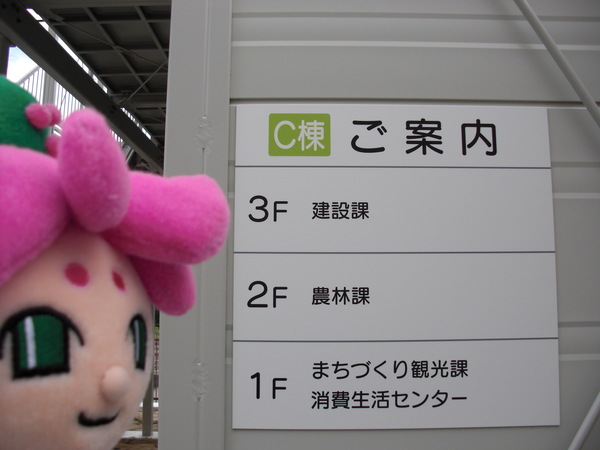 C棟 ご案内
3F 建設課
2F 農林課
1F まちづくり観光課
消費生活センター